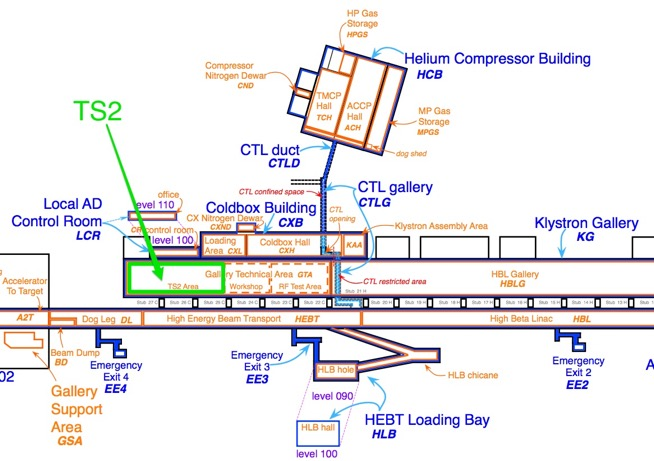 HP Gas
Storage
HPGS
Helium Compressor Building
HCB
Compressor
Nitrogen Dewar
CND
TMCP
Hall
TCH
ACCP
Hall
ACH
MP Gas
Storage
MPGS
dog shed
TS2
CTL duct
CTLD
CTL confined space
CTL gallery
CTLG
office
level 110
Local AD
Control Room
LCR
control room
level 100
CX Nitrogen Dewar
CXND
Coldbox Building
CXB
CTL
opening
Klystron Assembly Area
Klystron Gallery
KG
Loading
Area CXL
Coldbox Hall
CXH
KAA
Gallery Technical Area GTA
TS2 Area
Workshop
RF Test Area
CTL restricted area
HBL Gallery
HBLG
Accelerator
To Target
A2T
Dog Leg DL
High Energy Beam Transport HEBT
High Beta Linac HBL
Beam Dump
BD
Emergency
Exit 4
EE4
Emergency
Exit 3
EE3
HLB hole
HLB chicane
Emergency
Exit 2
EE2
02
Gallery
Support
Area
GSA
level 090
HEBT Loading Bay
HLB
HLB hall
level 100